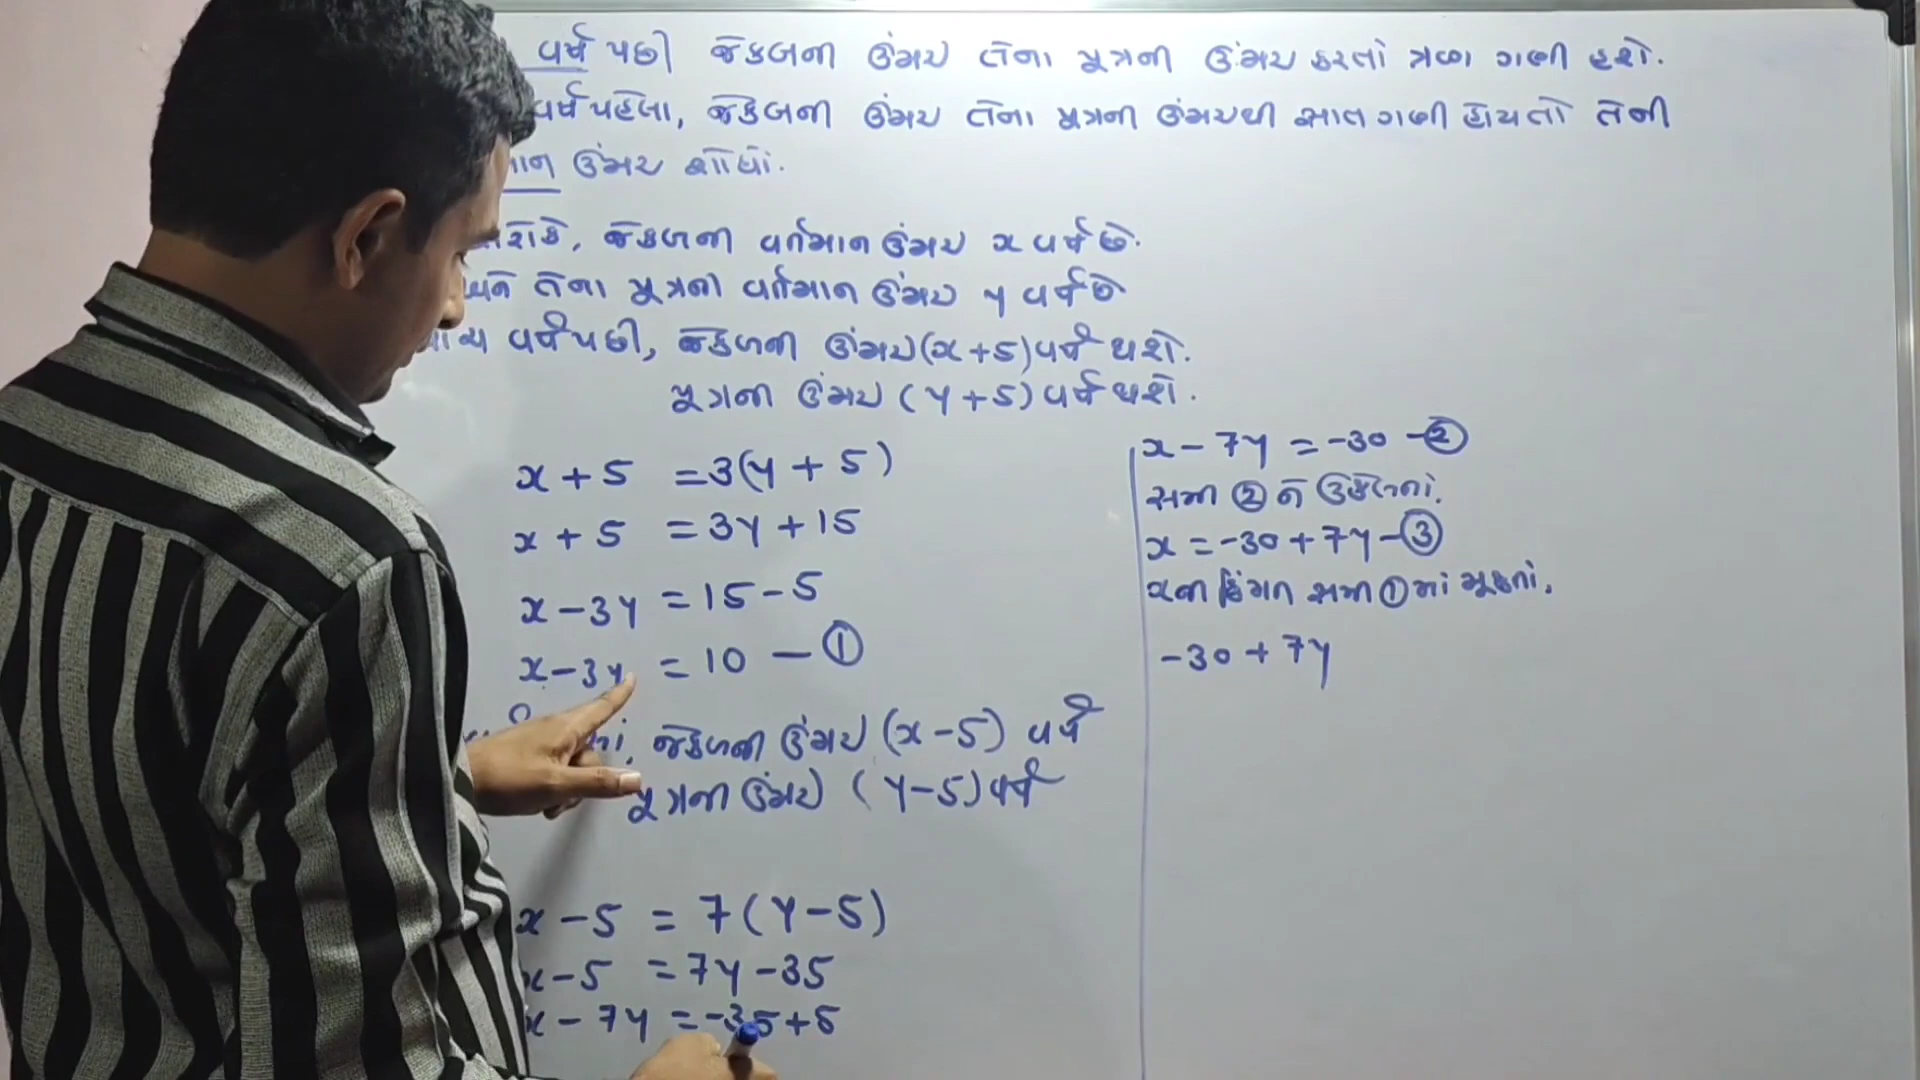 વર્ષ પછી જેકબની ઉંમર તેના પુત્રની ઉંમર કરતાં ત્રણ ગણી હશે.
વર્ષ પહેલા, જેકબની ઉંમર તેના પુત્રની ઉંમરથી સાત ગણી હોય તો તેની
માન ઉંમર શોધો.
ધારોકે, જેકબની વર્તમાન ઉંમર x વર્ષ છે.
અને તેના પુત્રની વર્તમાન ઉંમર y વર્ષ છે
વર્ષ પછી, જેકબની ઉંમર (x+5) વર્ષ થશે.
પુત્રની ઉંમર (y+5) વર્ષ થશે.
x + 5 = 3(y + 5)
x + 5 = 3y + 15
x - 3y = 15 - 5
x - 3y = 10 — ①
જેકબની ઉંમર (x-5) વર્ષ
પુત્રની ઉંમર (y-5) વર્ષ
x - 5 = 7(y-5)
x - 5 = 7y - 35
x - 7y = -35 + 5
x - 7y = -30 — ②
સમી ② ને ઉકેલતાં.
x = -30 + 7y — ③
xની કિંમત સમી ① માં મૂકતાં,
-30 + 7y